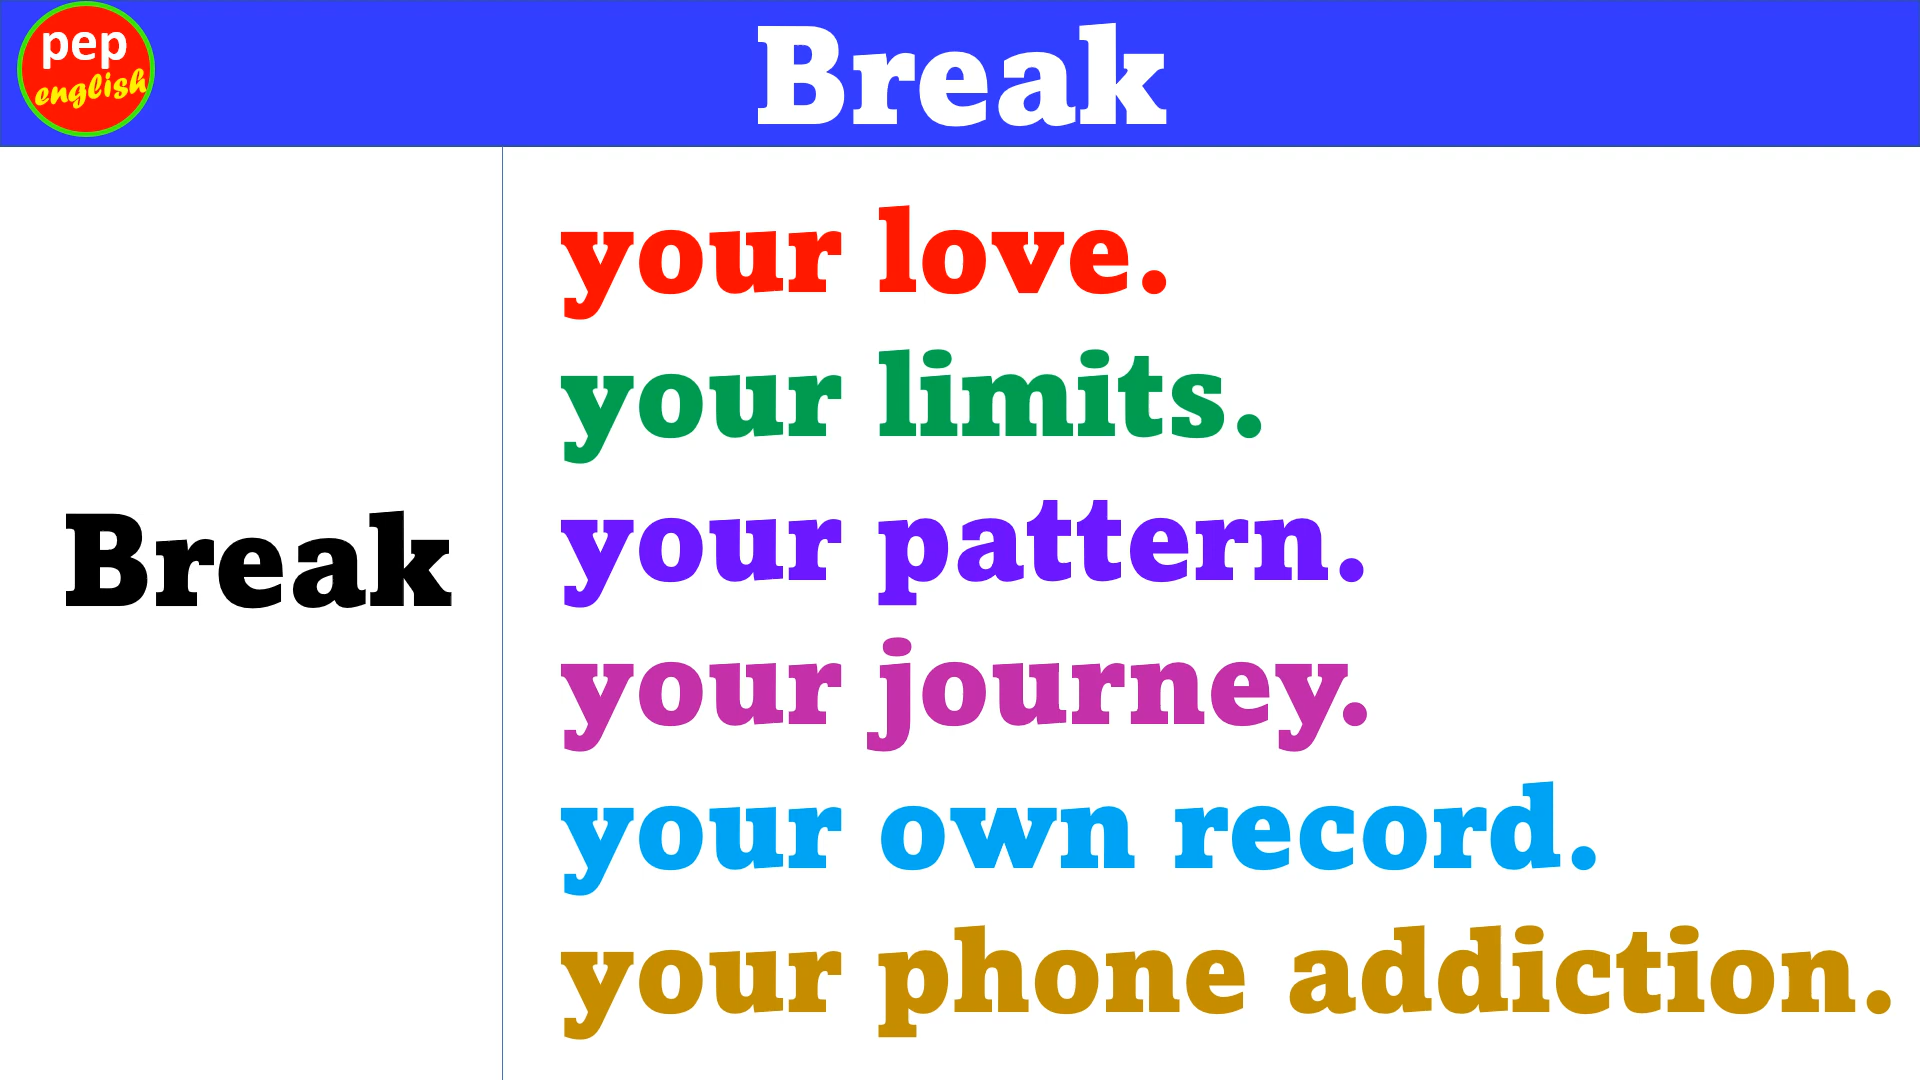 pep
english
Break
Break
your love.
your limits.
your pattern.
your journey.
your own record.
your phone addiction.